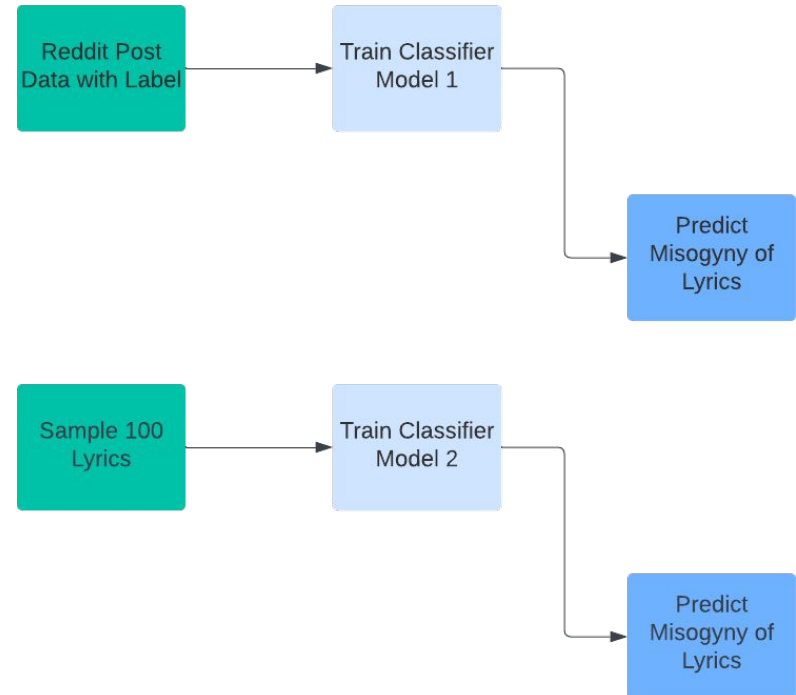 Reddit Post
Data with Label
Train Classifier
Model 1
Predict
Misogyny of
Lyrics
Sample 100
Lyrics
Train Classifier
Model 2
Predict
Misogyny of
Lyrics